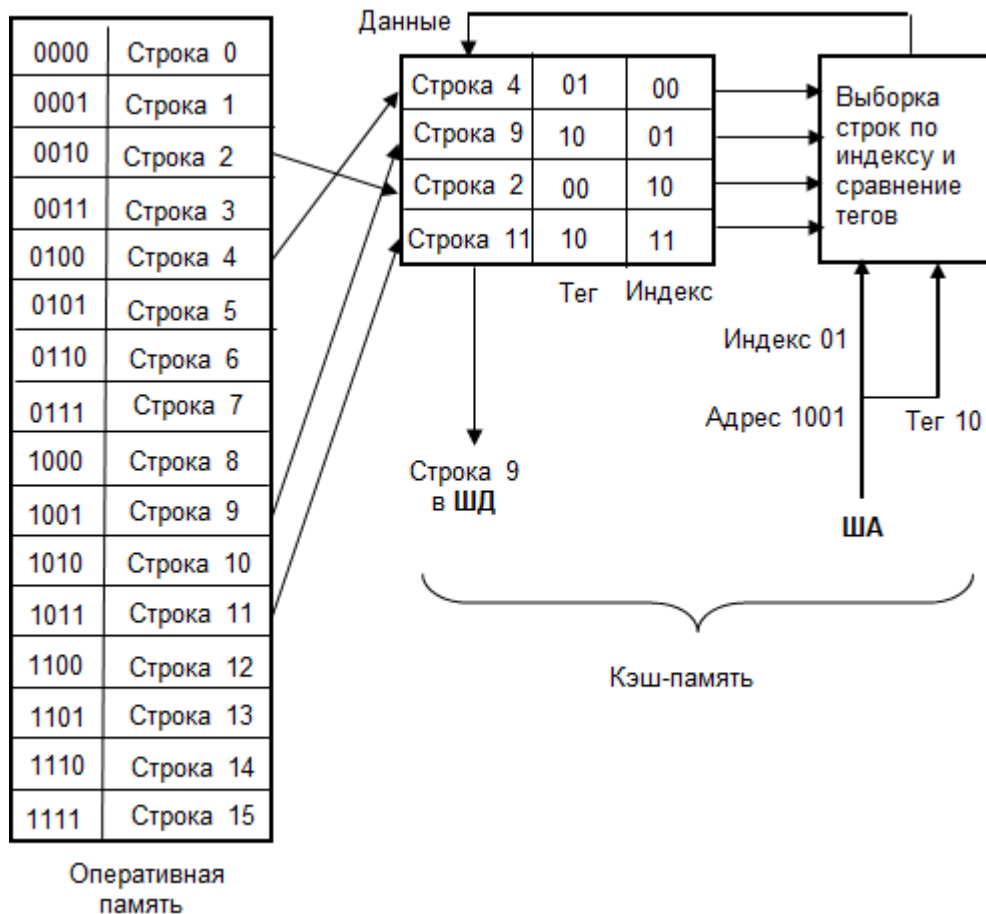 Данные
0000 Строка 0
0001 Строка 1
0010 Строка 2
0011 Строка 3
0100 Строка 4
0101 Строка 5
0110 Строка 6
0111 Строка 7
1000 Строка 8
1001 Строка 9
1010 Строка 10
1011 Строка 11
1100 Строка 12
1101 Строка 13
1110 Строка 14
1111 Строка 15
Оперативная
память
Строка 4 01 00
Строка 9 10 01
Строка 2 00 10
Строка 11 10 11
Тег Индекс
Выборка
строк по
индексу и
сравнение
тегов
Индекс 01
Адрес 1001
Тег 10
ША
Строка 9
в ШД
Кэш-память